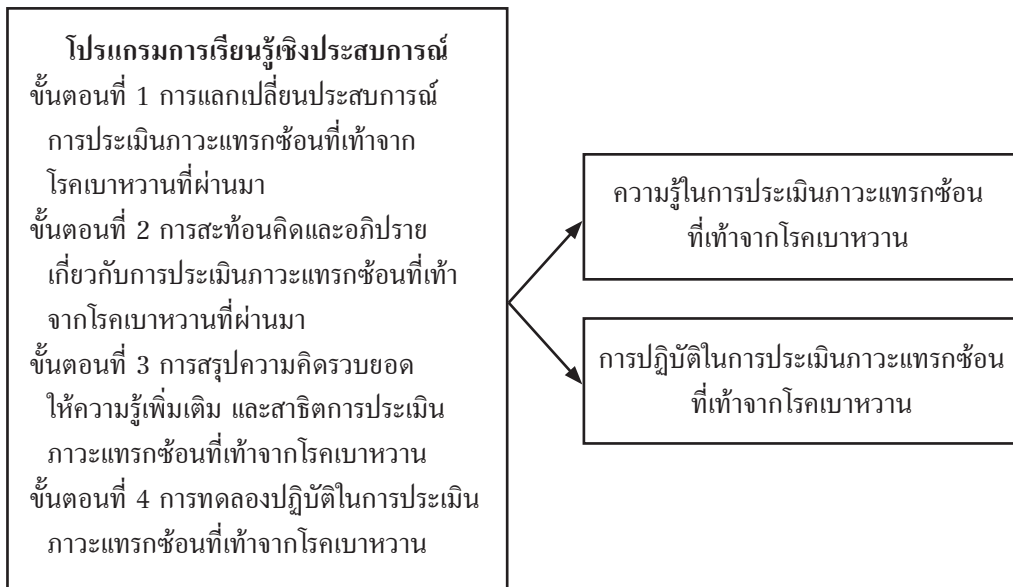 โปรแกรมการเรียนรู้เชิงประสบการณ์
ขั้นตอนที่ 1 การแลกเปลี่ยนประสบการณ์
การประเมินภาวะแทรกซ้อนที่เท้าจาก
โรคเบาหวานที่ผ่านมา
ขั้นตอนที่ 2 การสะท้อนคิดและอภิปราย
เกี่ยวกับการประเมินภาวะแทรกซ้อนที่เท้า
จากโรคเบาหวานที่ผ่านมา
ขั้นตอนที่ 3 การสรุปความคิดรวบยอด
ให้ความรู้เพิ่มเติม และสาธิตการประเมิน
ภาวะแทรกซ้อนที่เท้าจากโรคเบาหวาน
ขั้นตอนที่ 4 การทดลองปฏิบัติในการประเมิน
ภาวะแทรกซ้อนที่เท้าจากโรคเบาหวาน
ความรู้ในการประเมินภาวะแทรกซ้อน
ที่เท้าจากโรคเบาหวาน
การปฏิบัติในการประเมินภาวะแทรกซ้อน
ที่เท้าจากโรคเบาหวาน